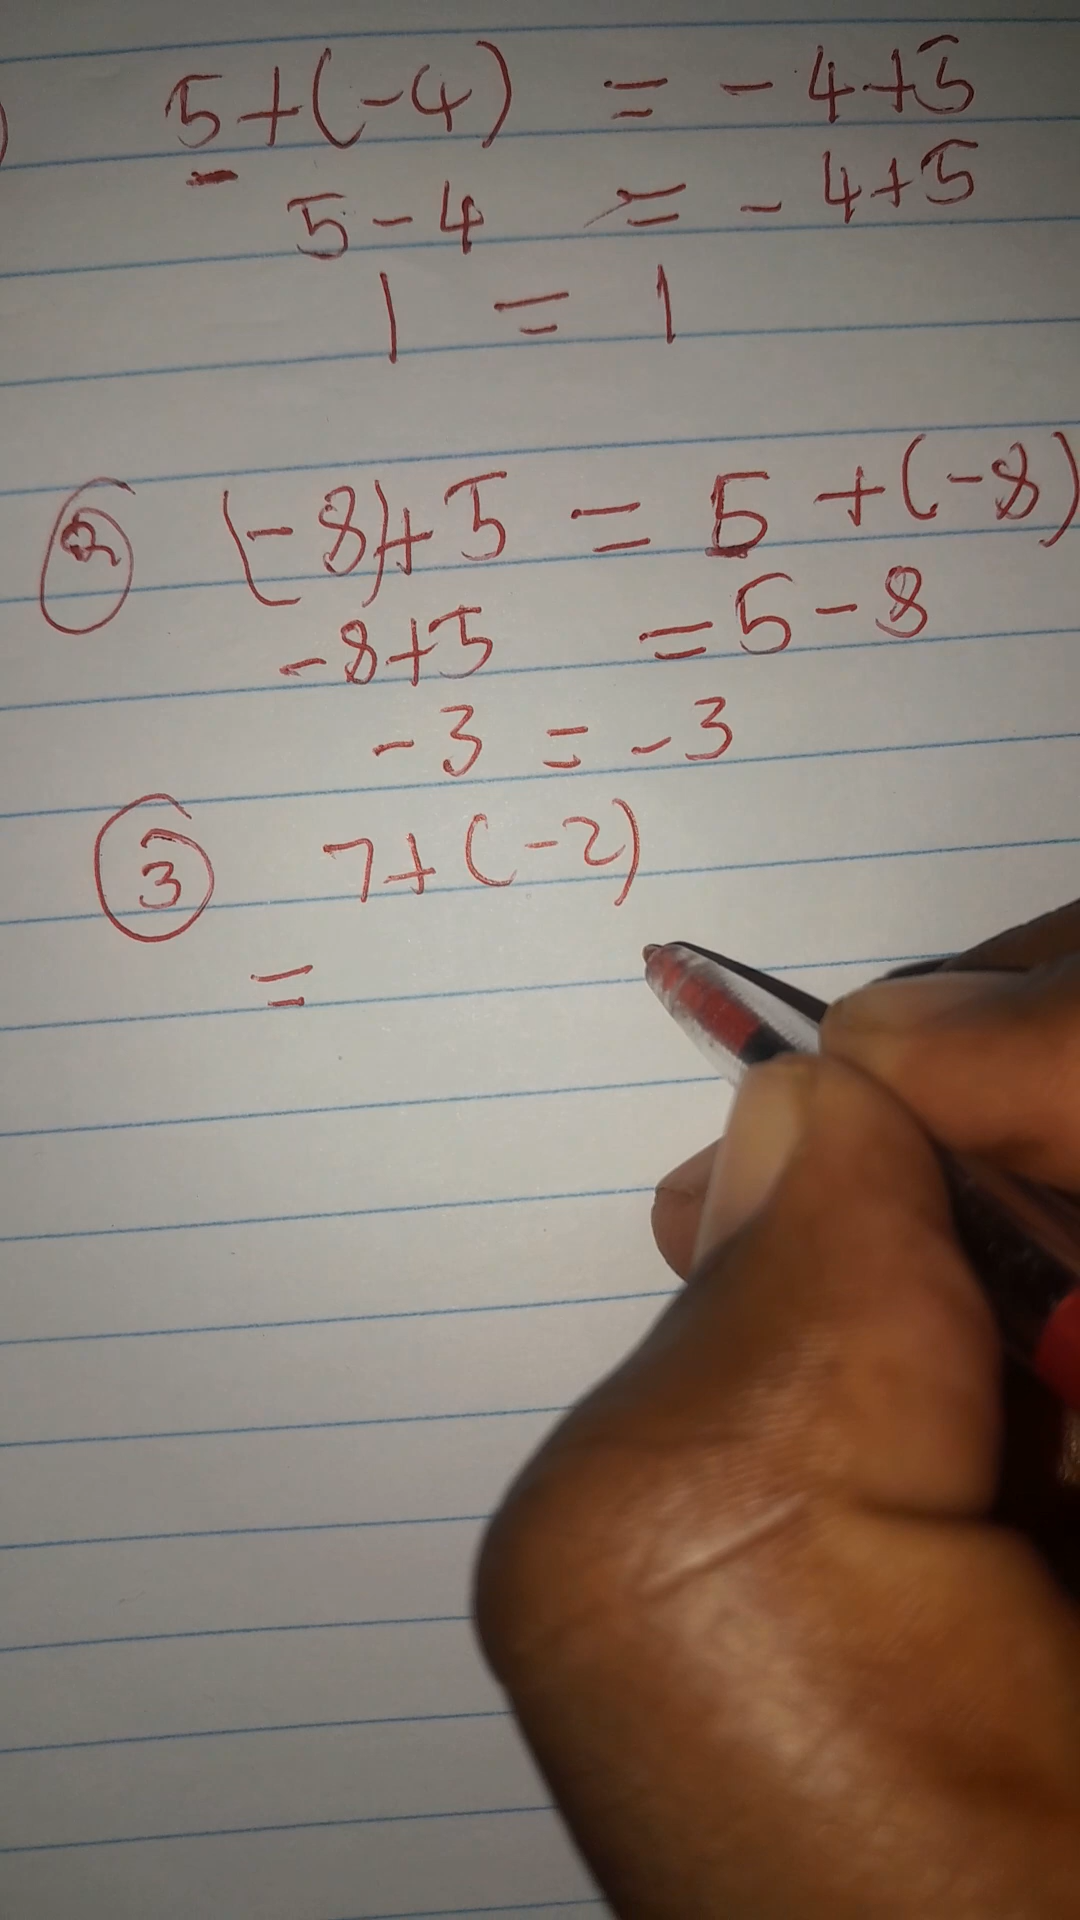 ) 5+(-4) = -4+5
5-4 = -4+5
1 = 1
② (-8)+5 = 5+(-8)
-8+5 = 5-8
-3 = -3
③ 7+(-2)
=